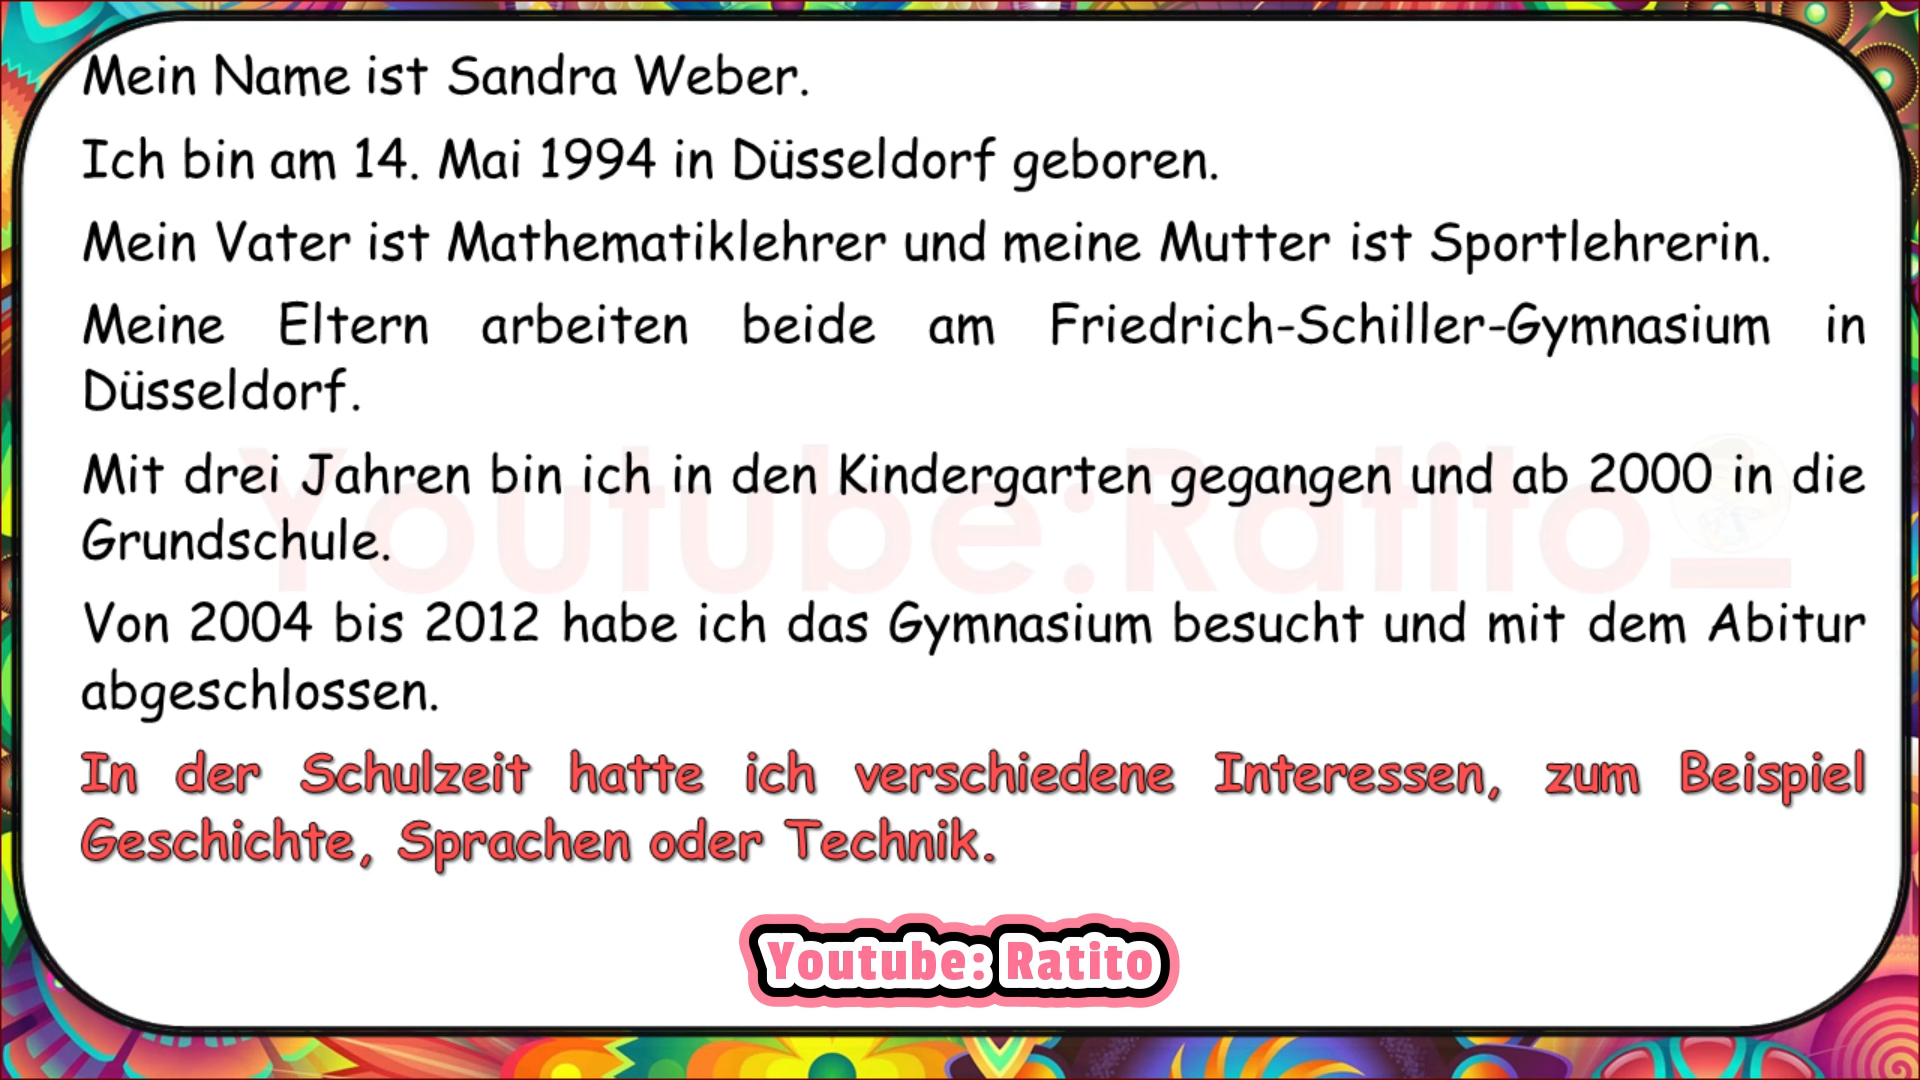 Mein Name ist Sandra Weber.
Ich bin am 14. Mai 1994 in Düsseldorf geboren.
Mein Vater ist Mathematiklehrer und meine Mutter ist Sportlehrerin.
Meine Eltern arbeiten beide am Friedrich-Schiller-Gymnasium in
Düsseldorf.
Mit drei Jahren bin ich in den Kindergarten gegangen und ab 2000 in die
Grundschule.
Von 2004 bis 2012 habe ich das Gymnasium besucht und mit dem Abitur
abgeschlossen.
In der Schulzeit hatte ich verschiedene Interessen, zum Beispiel
Geschichte, Sprachen oder Technik.
Youtube:Ratito_
Youtube: Ratito